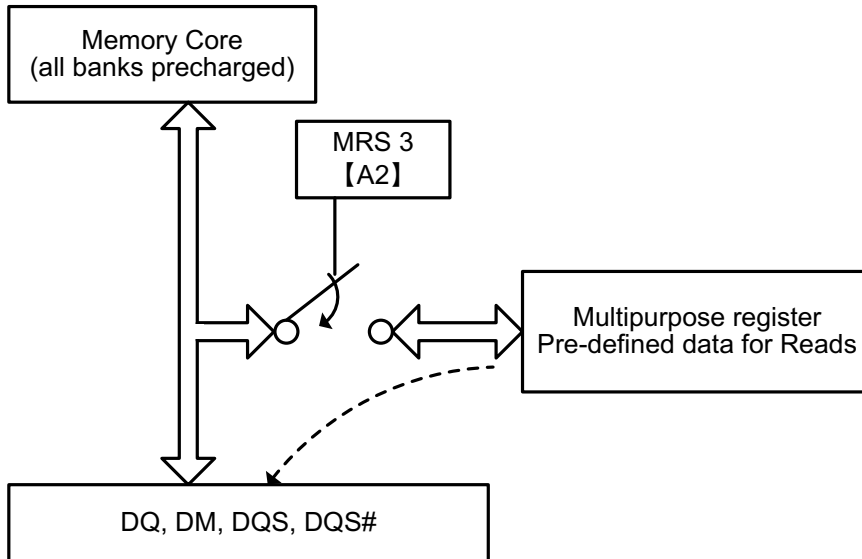 Memory Core
(all banks precharged)
MRS 3
【A2】
Multipurpose register
Pre-defined data for Reads
DQ, DM, DQS, DQS#